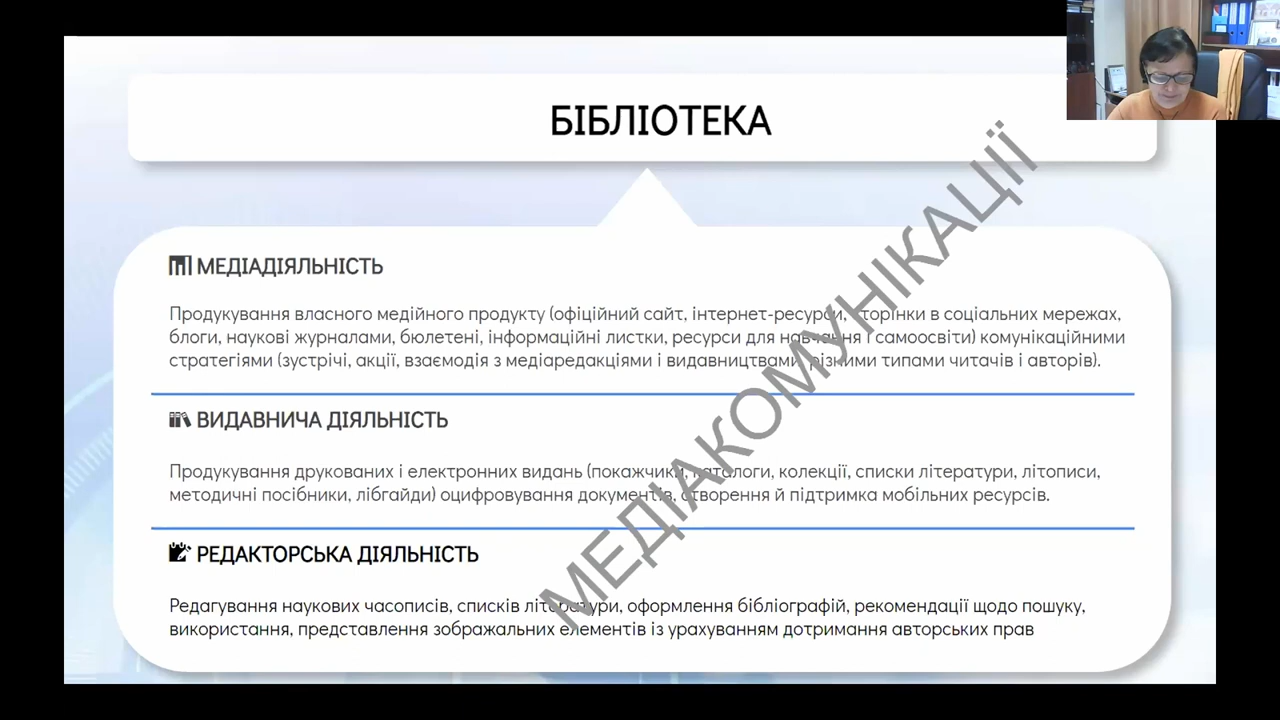 БІБЛІОТЕКА
МЕДІАДІЯЛЬНІСТЬ
Продукування власного медійного продукту (офіційний сайт, інтернет-ресурси, сторінки в соціальних мережах,
блоги, наукові журналами, бюлетені, інформаційні листки, ресурси для навчання і самоосвіти) комунікаційними
стратегіями (зустрічі, акції, взаємодія з медіаредакціями і видавництвами, різними типами читачів і авторів).
ВИДАВНИЧА ДІЯЛЬНІСТЬ
Продукування друкованих і електронних видань (покажчики, каталоги, колекції, списки літератури, літописи,
методичні посібники, лібгайди) оцифровування документів, створення й підтримка мобільних ресурсів.
РЕДАКТОРСЬКА ДІЯЛЬНІСТЬ
Редагування наукових часописів, списків літератури, оформлення бібліографій, рекомендації щодо пошуку,
використання, представлення зображальних елементів із урахуванням дотримання авторських прав
МЕДІАКОМУНІКАЦІЇ